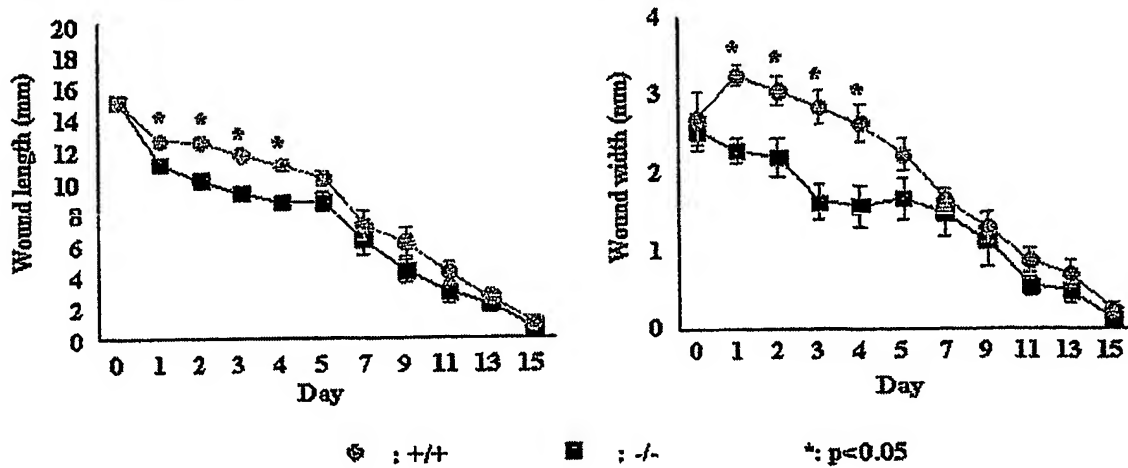 20
18
16
14
12
10
8
6
4
2
0
Wound length (mm)
* * * *
0 1 2 3 4 5 7 9 11 13 15
Day
4
3
2
1
0
Wound width (mm)
* * * *
0 1 2 3 4 5 7 9 11 13 15
Day
: +/+ : -/- *: p<0.05